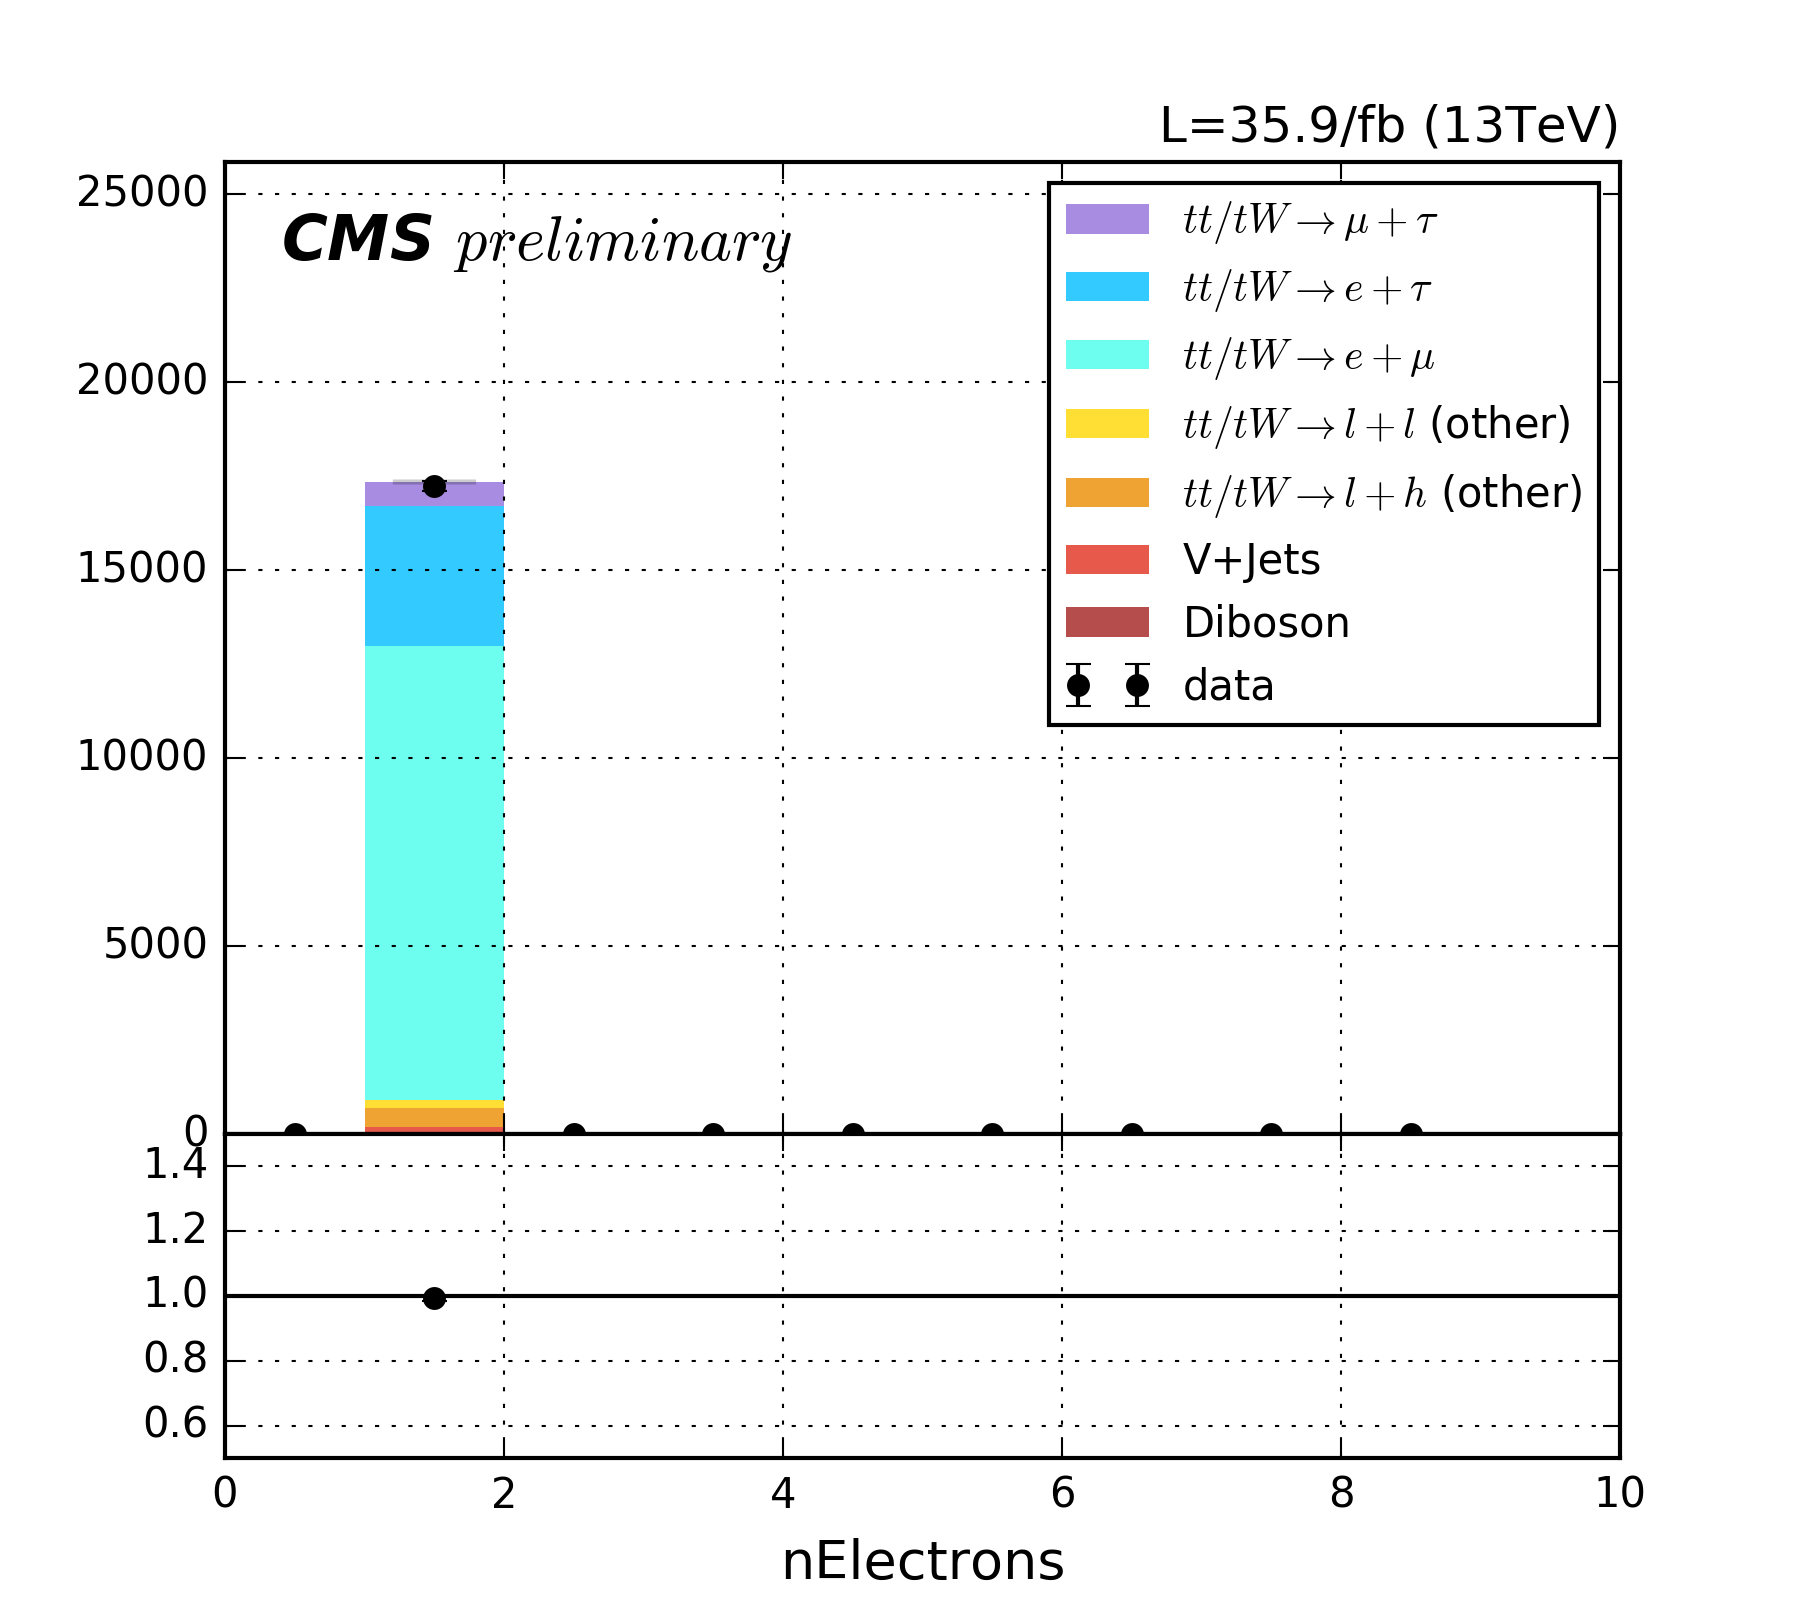 L=35.9/fb (13TeV)
CMS preliminary
25000
20000
15000
10000
5000
0
tt/tW→μ+τ
tt/tW→e+τ
tt/tW→e+μ
tt/tW→l+l (other)
tt/tW→l+h (other)
V+Jets
Diboson
data
1.4
1.2
1.0
0.8
0.6
0 2 4 6 8 10
nElectrons